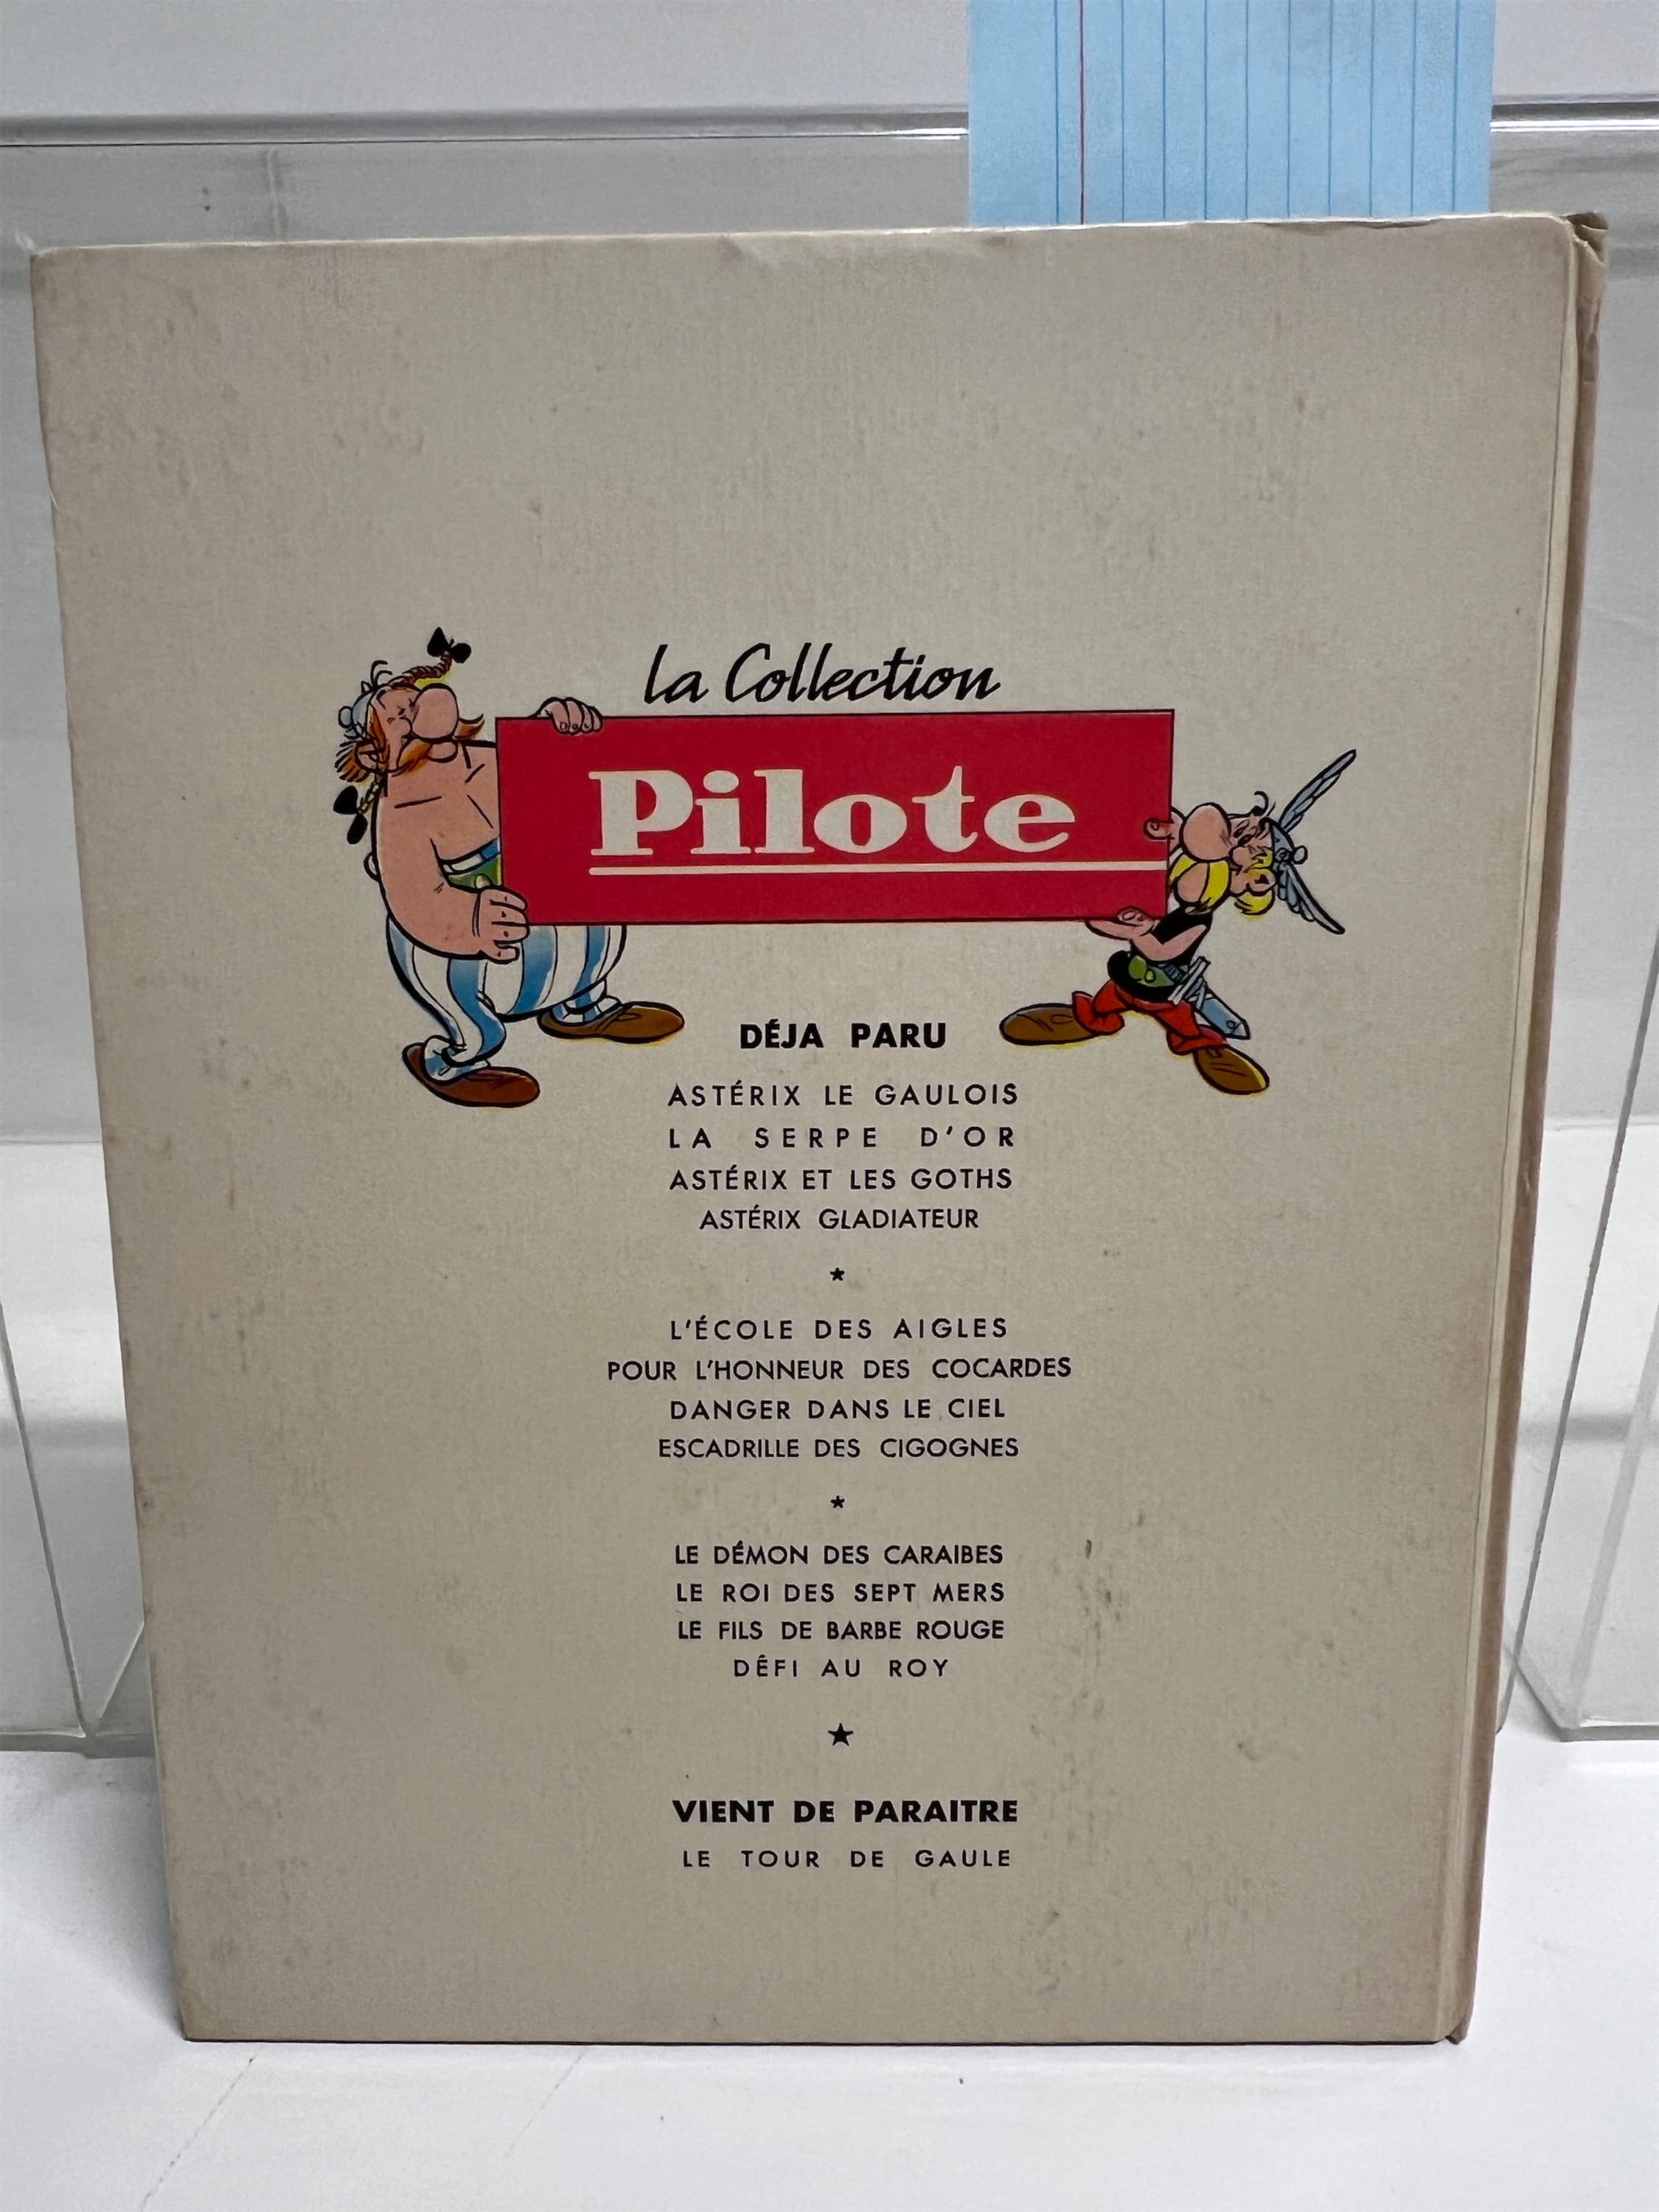 La Collection
Pilote
DÉJA PARU
ASTÉRIX LE GAULOIS
LA SERPE D'OR
ASTÉRIX ET LES GOTHS
ASTÉRIX GLADIATEUR
★
L'ÉCOLE DES AIGLES
POUR L'HONNEUR DES COCARDES
DANGER DANS LE CIEL
ESCADRILLE DES CIGOGNES
★
LE DÉMON DES CARAIBES
LE ROI DES SEPT MERS
LE FILS DE BARBE ROUGE
DÉFI AU ROY
★
VIENT DE PARAITRE
LE TOUR DE GAULE